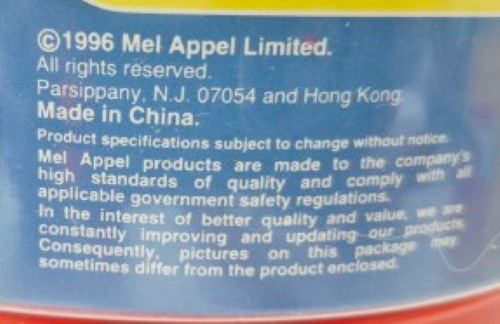 ©1996 Mel Appel Limited.
All rights reserved.
Parsippany, N.J. 07054 and Hong Kong.
Made in China.
Product specifications subject to change without notice.
Mel Appel products are made to the company's
high standards of quality and comply with all
applicable government safety regulations.
In the interest of better quality and value, we are
constantly improving and updating our products.
Consequently, pictures on this package may
sometimes differ from the product enclosed.